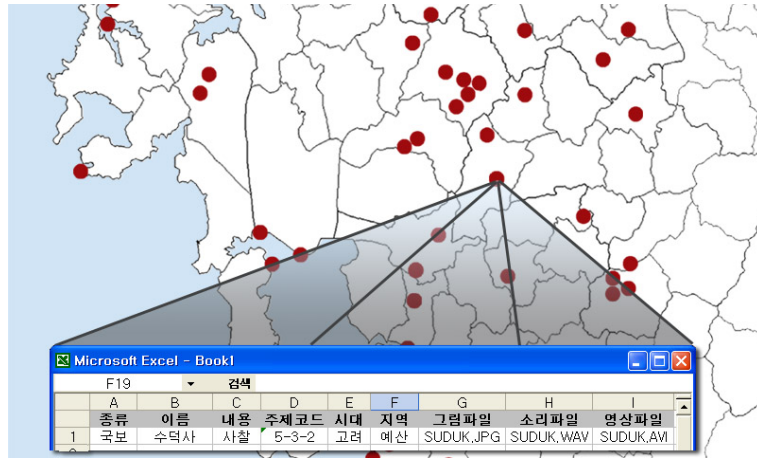 Microsoft Excel - Book1
F19 검색
A B C D E F G H I
종류 이름 내용 주제코드 시대 지역 그림파일 소리파일 영상파일
1 국보 수덕사 사찰 5-3-2 고려 예산 SUDUK,JPG SUDUK,WAV SUDUK,AVI